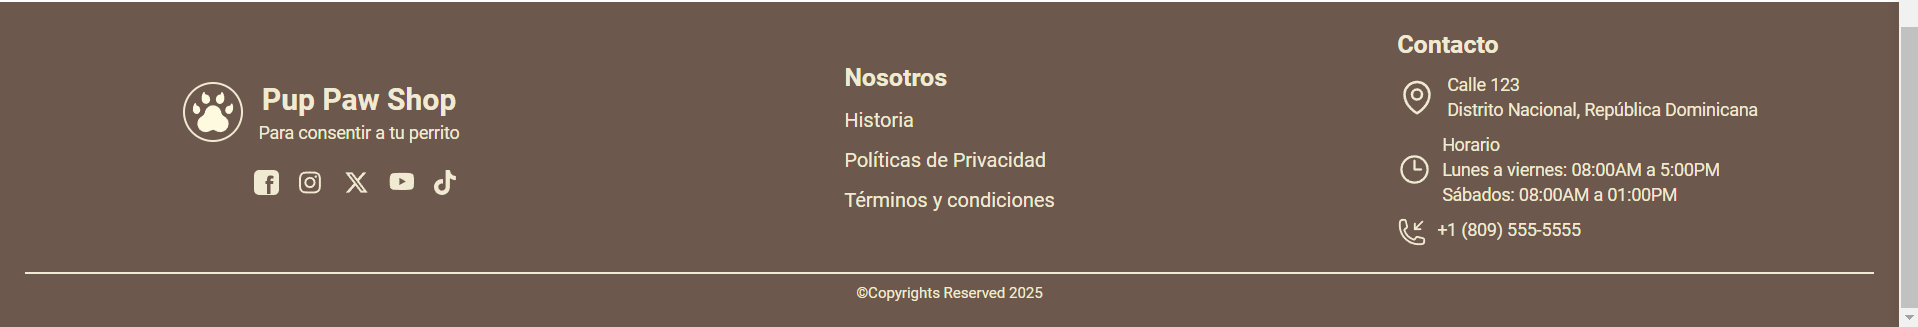 Pup Paw Shop
Para consentir a tu perrito
Nosotros
Historia
Políticas de Privacidad
Términos y condiciones
Contacto
Calle 123
Distrito Nacional, República Dominicana
Horario
Lunes a viernes: 08:00AM a 5:00PM
Sábados: 08:00AM a 01:00PM
+1 (809) 555-5555
©Copyrights Reserved 2025